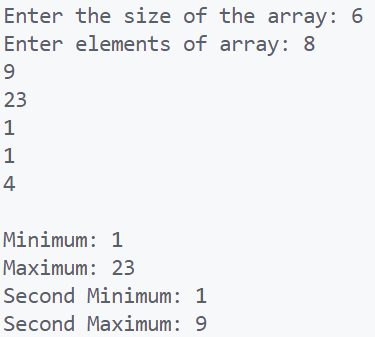 Enter the size of the array: 6
Enter elements of array: 8
9
23
1
1
4
Minimum: 1
Maximum: 23
Second Minimum: 1
Second Maximum: 9